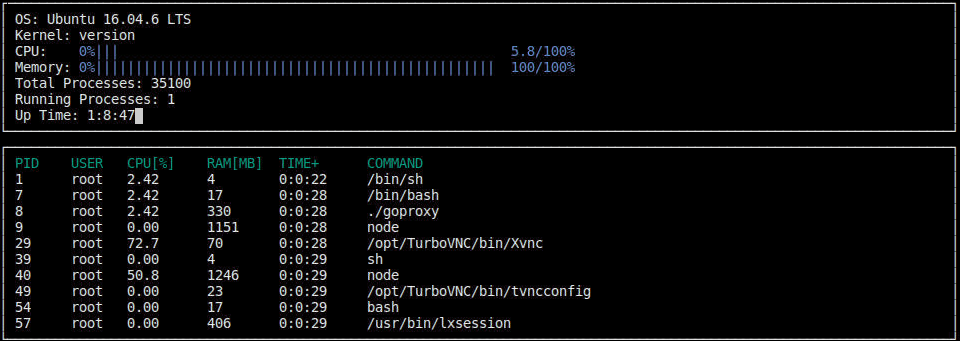 OS: Ubuntu 16.04.6 LTS
Kernel: version
CPU: 0%||| 5.8/100%
Memory: 0%|||||||||||||||||||||||||||||||||||||||||||||||||| 100/100%
Total Processes: 35100
Running Processes: 1
Up Time: 1:8:47
PID USER CPU[%] RAM[MB] TIME+ COMMAND
1 root 2.42 4 0:0:22 /bin/sh
7 root 2.42 17 0:0:28 /bin/bash
8 root 2.42 330 0:0:28 ./goproxy
9 root 0.00 1151 0:0:28 node
29 root 72.7 70 0:0:28 /opt/TurboVNC/bin/Xvnc
39 root 0.00 4 0:0:29 sh
40 root 50.8 1246 0:0:29 node
49 root 0.00 23 0:0:29 /opt/TurboVNC/bin/tvncconfig
54 root 0.00 17 0:0:29 bash
57 root 0.00 406 0:0:29 /usr/bin/lxsession